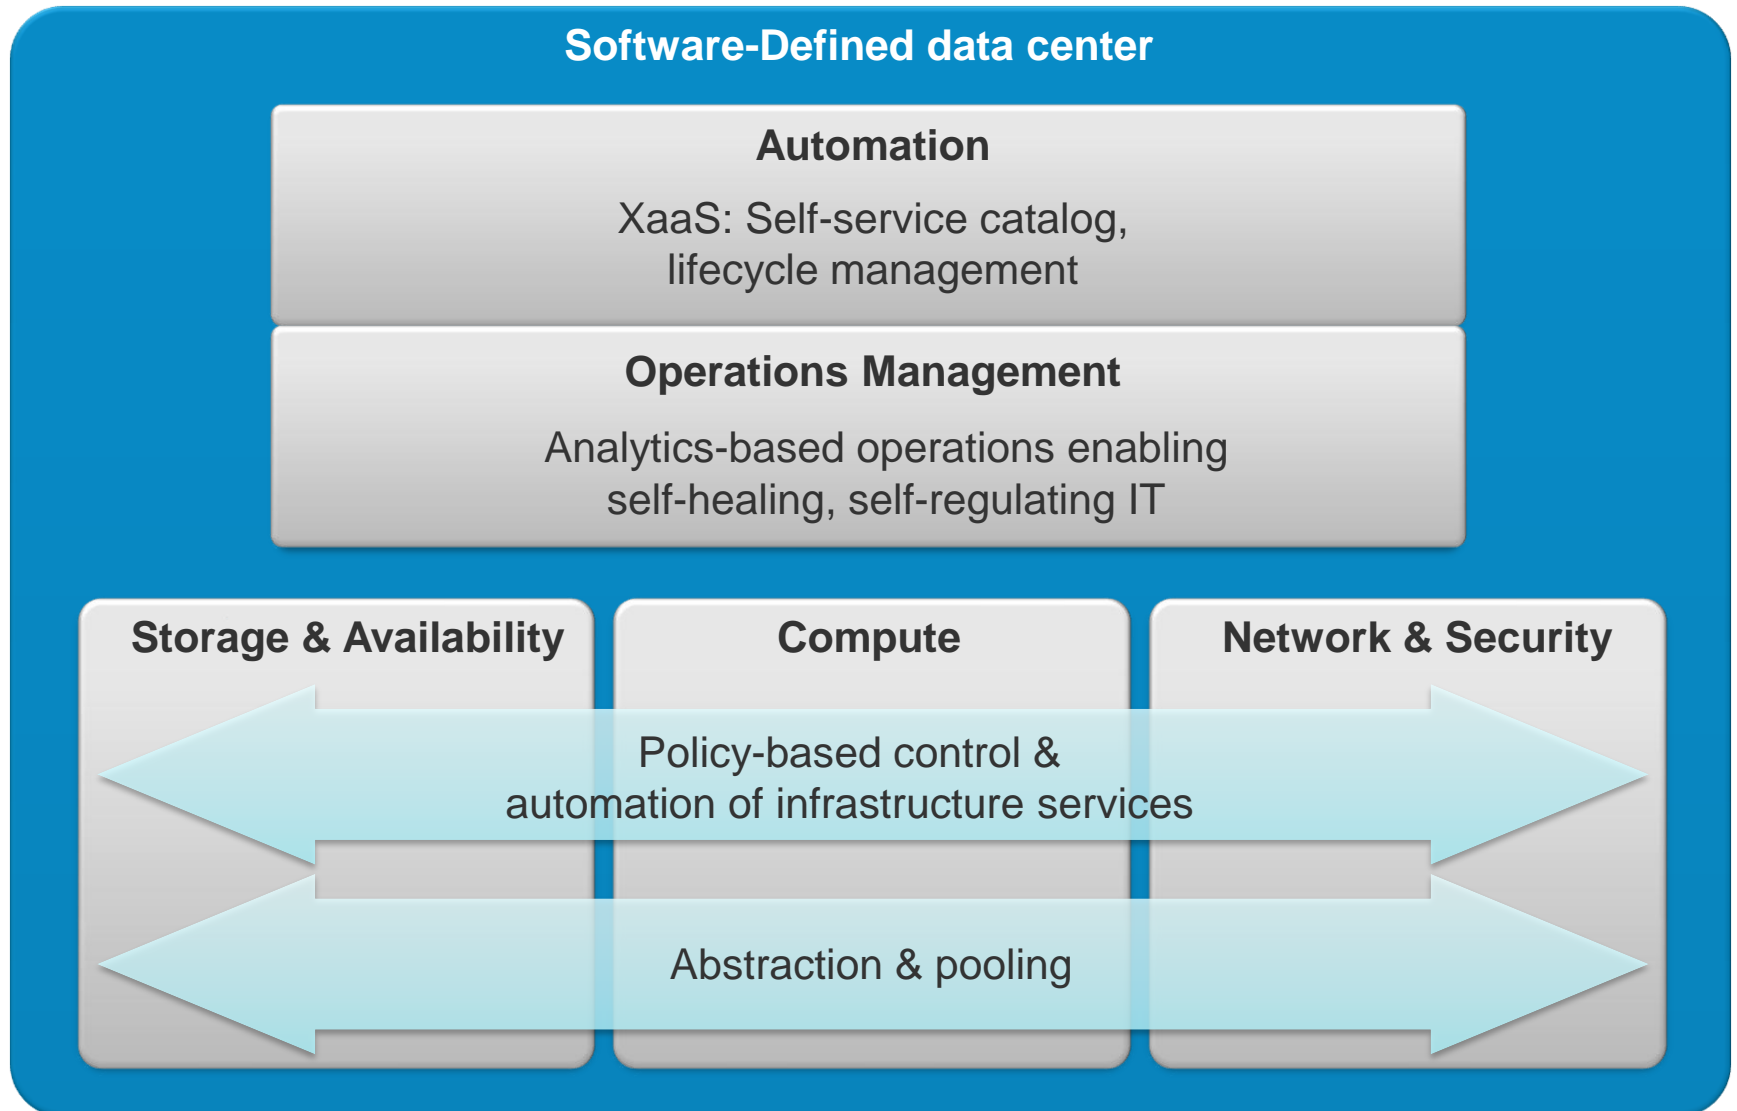 Software-Defined data center
Automation
XaaS: Self-service catalog,
lifecycle management
Operations Management
Analytics-based operations enabling
self-healing, self-regulating IT
Storage & Availability
Compute
Network & Security
Policy-based control &
automation of infrastructure services
Abstraction & pooling